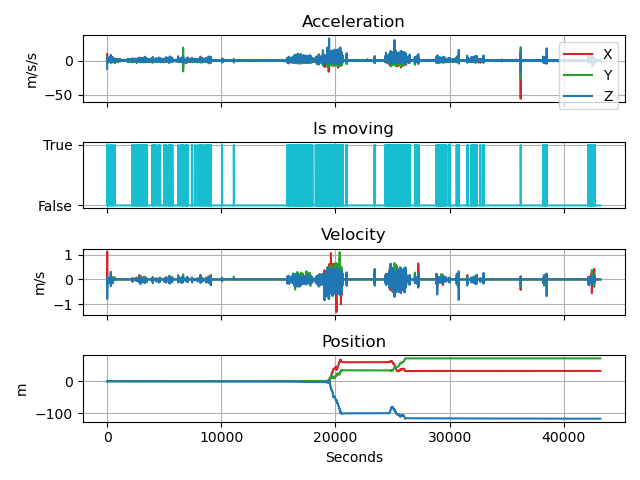 Acceleration
0
−50
m/s/s
X
Y
Z
Is moving
True
False
Velocity
1
0
−1
m/s
Position
0
−100
m
0 10000 20000 30000 40000
Seconds